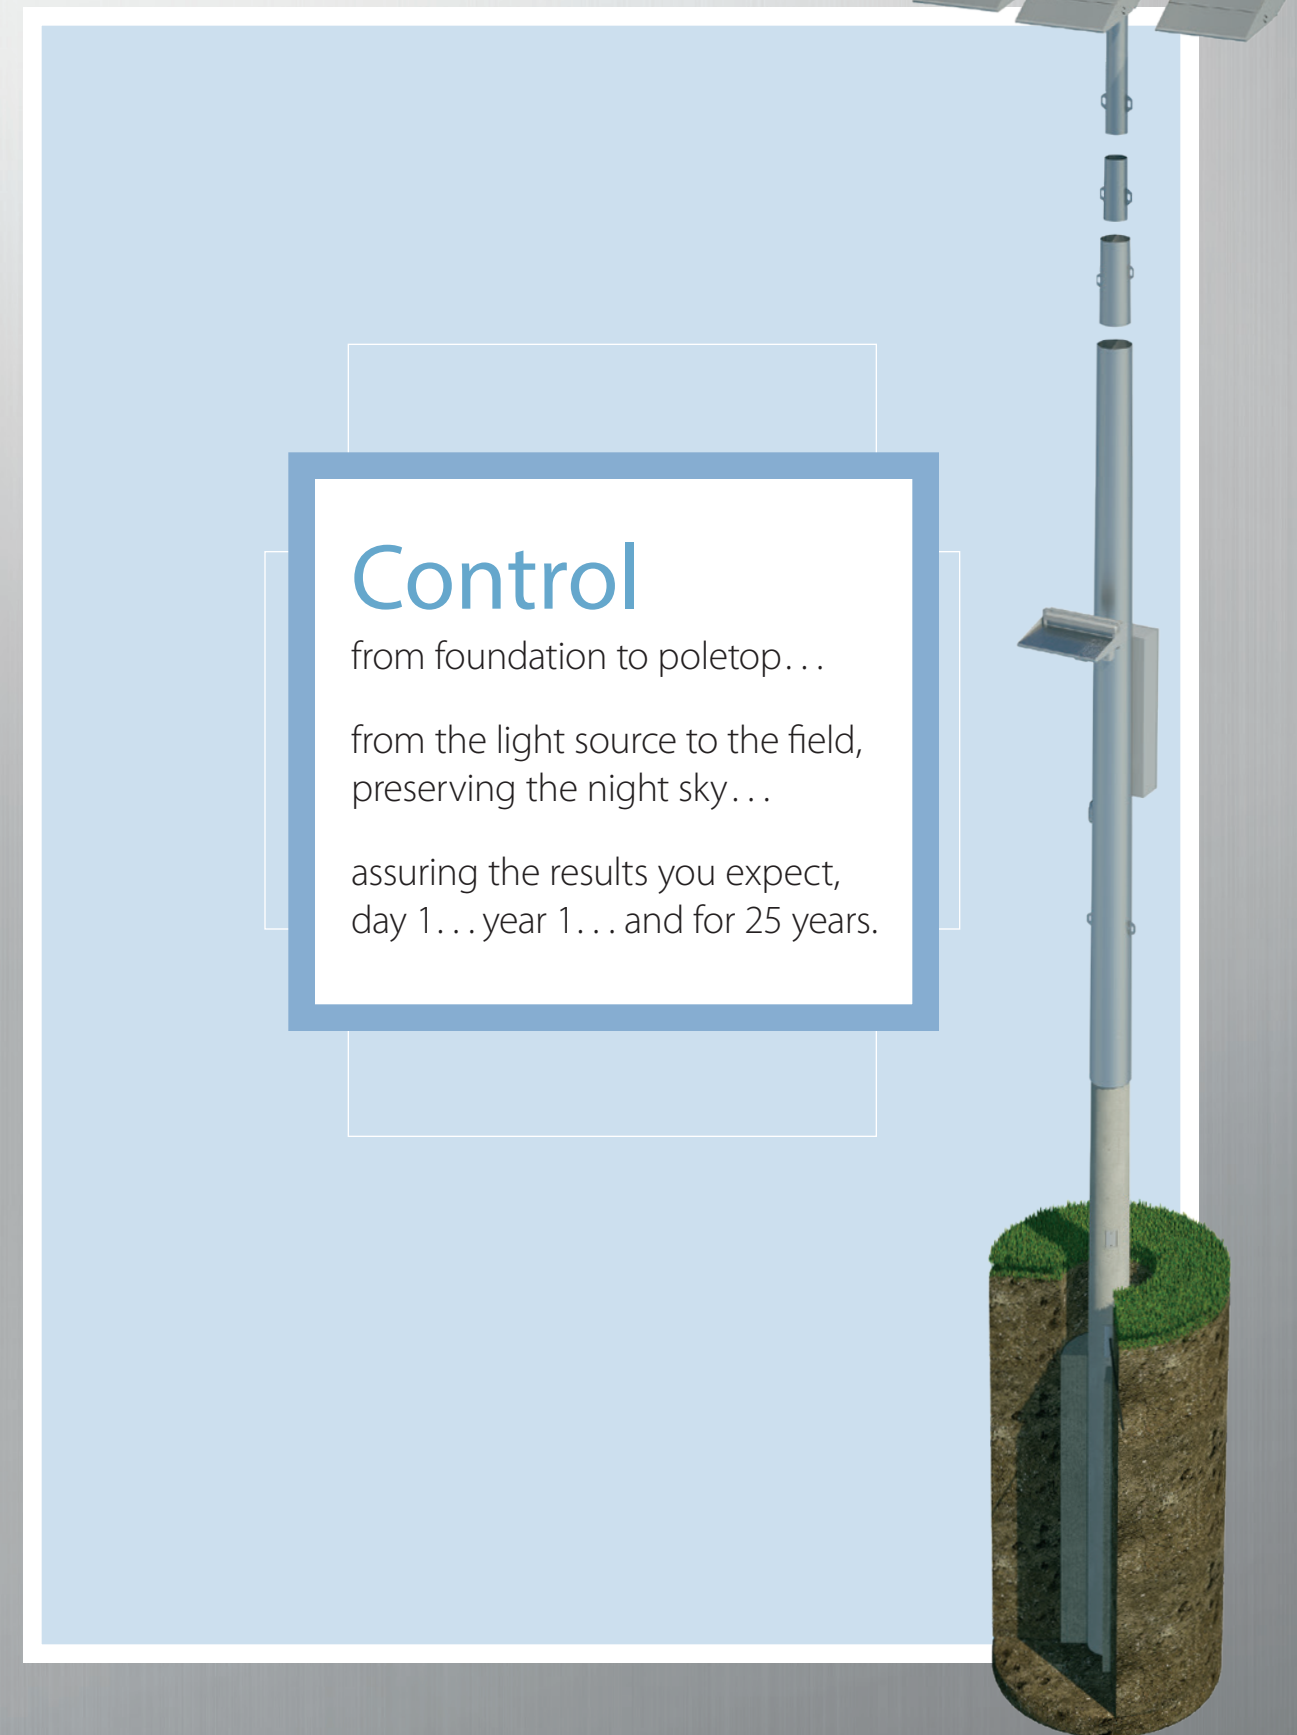 Control
from foundation to poletop...
from the light source to the field,
preserving the night sky...
assuring the results you expect,
day 1... year 1... and for 25 years.